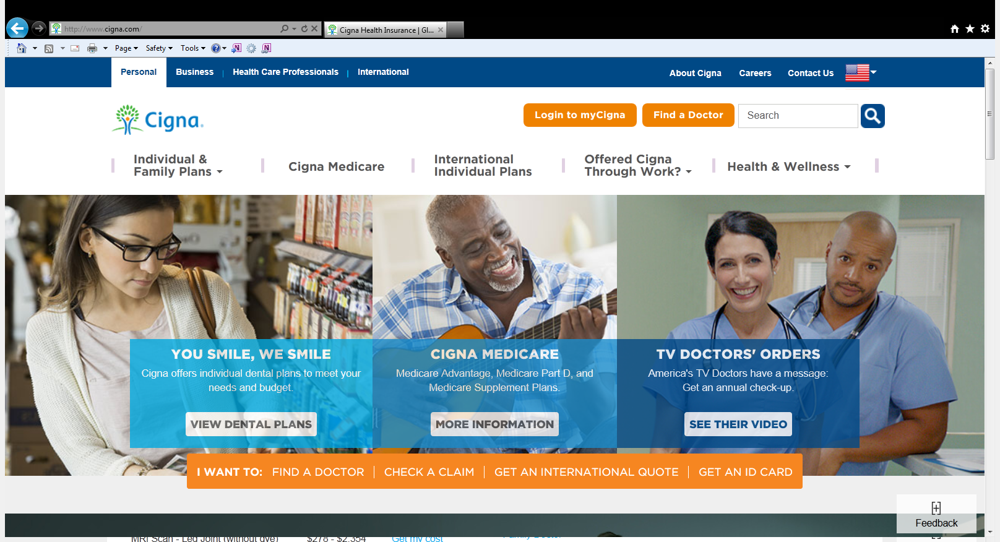 http://www.cigna.com/
Cigna Health Insurance | Gl...
Page
Safety
Tools
Personal
Business
Health Care Professionals
International
About Cigna
Careers
Contact Us
Cigna.
Login to myCigna
Find a Doctor
Search
Individual &
Family Plans
Cigna Medicare
International
Individual Plans
Offered Cigna
Through Work?
Health & Wellness
YOU SMILE, WE SMILE
Cigna offers individual dental plans to meet your
needs and budget.
VIEW DENTAL PLANS
CIGNA MEDICARE
Medicare Advantage, Medicare Part D, and
Medicare Supplement Plans.
MORE INFORMATION
TV DOCTORS' ORDERS
America's TV Doctors have a message:
Get an annual check-up.
SEE THEIR VIDEO
I WANT TO: FIND A DOCTOR | CHECK A CLAIM | GET AN INTERNATIONAL QUOTE | GET AN ID CARD
[+]
Feedback
MRI Scan - Leg Joint (without dye) $278 - $2,354 Get my cost Family Doctor